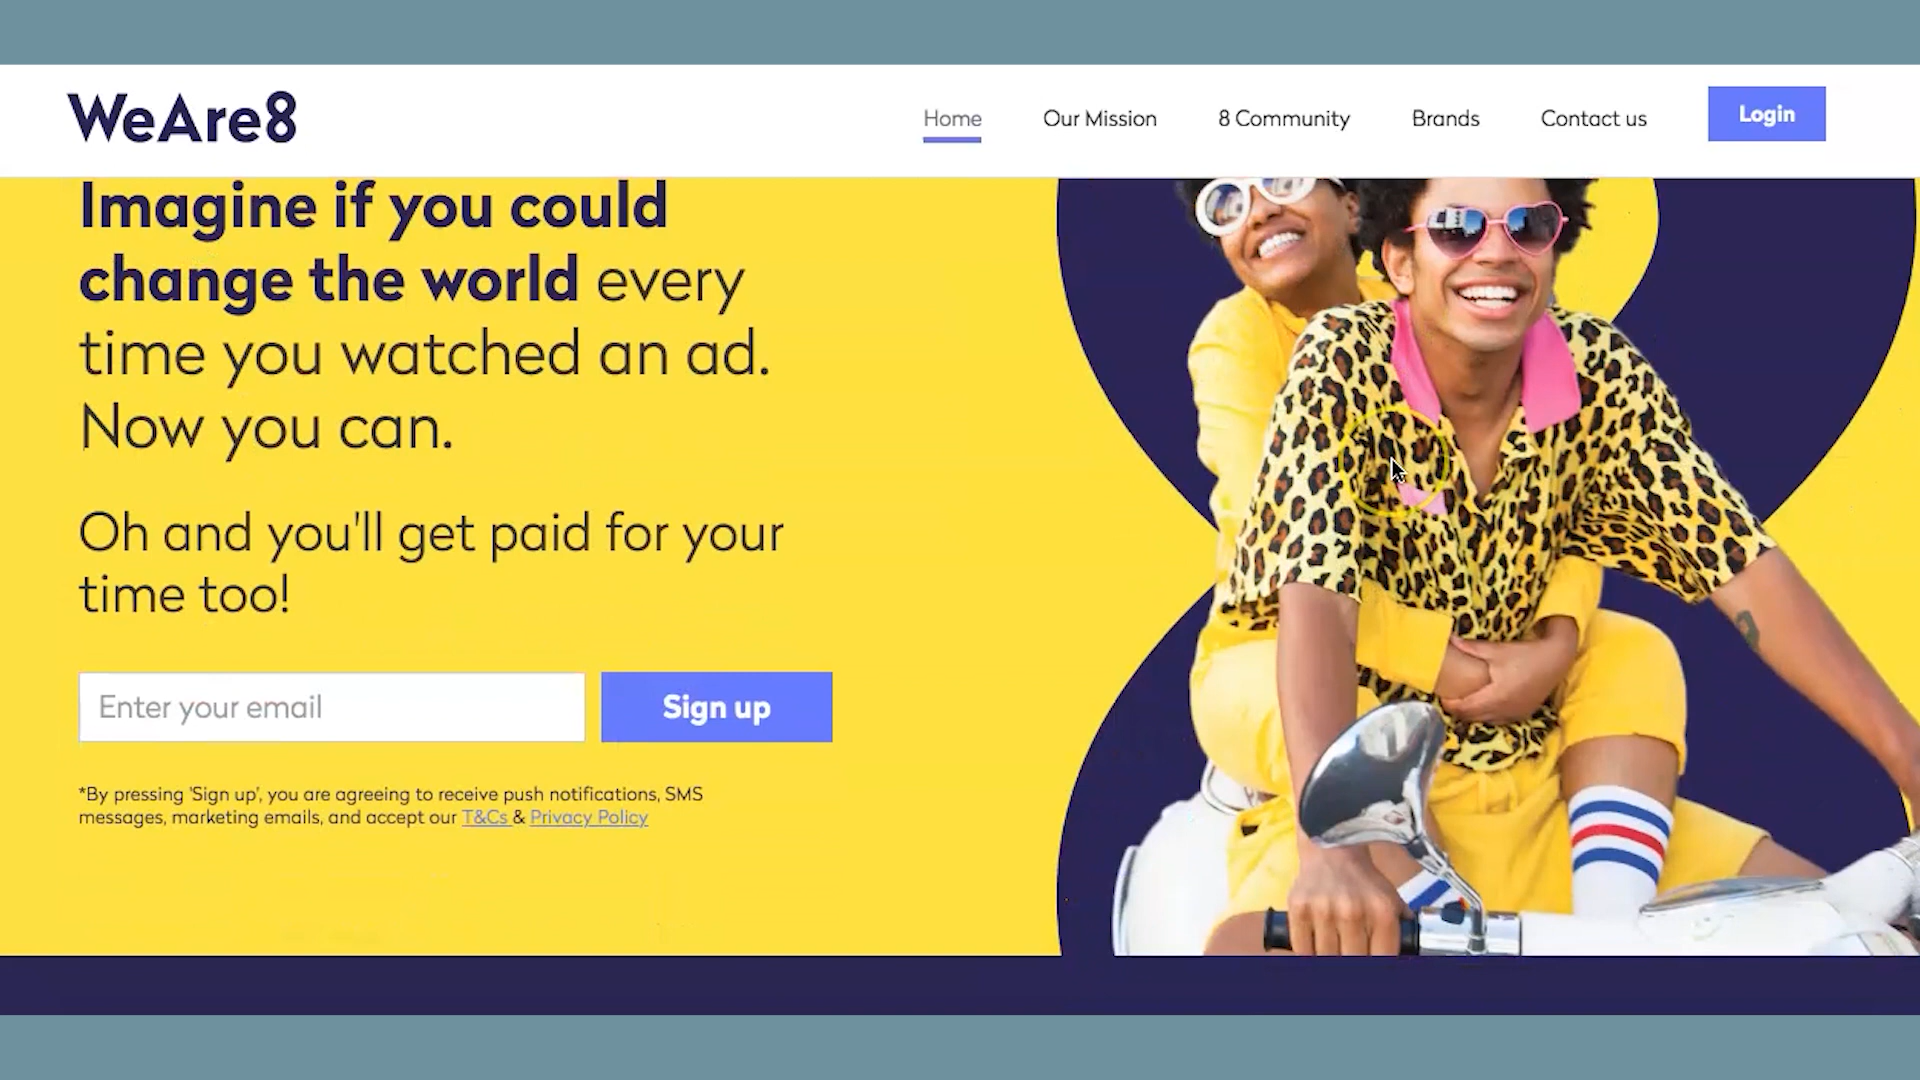 WeAre8
Home
Our Mission
8 Community
Brands
Contact us
Login
Imagine if you could
change the world every
time you watched an ad.
Now you can.
Oh and you'll get paid for your
time too!
Enter your email
Sign up
*By pressing 'Sign up', you are agreeing to receive push notifications, SMS
messages, marketing emails, and accept our T&Cs & Privacy Policy